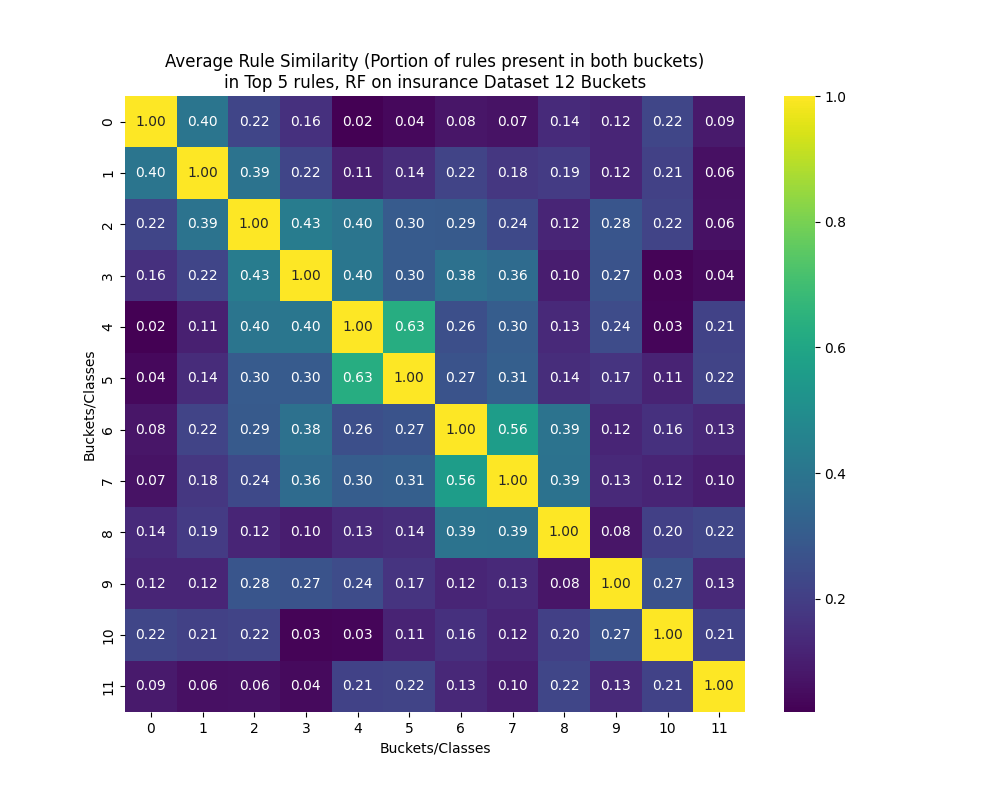 Average Rule Similarity (Portion of rules present in both buckets)
in Top 5 rules, RF on insurance Dataset 12 Buckets
0 1.00 0.40 0.22 0.16 0.02 0.04 0.08 0.07 0.14 0.12 0.22 0.09
1 0.40 1.00 0.39 0.22 0.11 0.14 0.22 0.18 0.19 0.12 0.21 0.06
2 0.22 0.39 1.00 0.43 0.40 0.30 0.29 0.24 0.12 0.28 0.22 0.06
3 0.16 0.22 0.43 1.00 0.40 0.30 0.38 0.36 0.10 0.27 0.03 0.04
4 0.02 0.11 0.40 0.40 1.00 0.63 0.26 0.30 0.13 0.24 0.03 0.21
5 0.04 0.14 0.30 0.30 0.63 1.00 0.27 0.31 0.14 0.17 0.11 0.22
6 0.08 0.22 0.29 0.38 0.26 0.27 1.00 0.56 0.39 0.12 0.16 0.13
7 0.07 0.18 0.24 0.36 0.30 0.31 0.56 1.00 0.39 0.13 0.12 0.10
8 0.14 0.19 0.12 0.10 0.13 0.14 0.39 0.39 1.00 0.08 0.20 0.22
9 0.12 0.12 0.28 0.27 0.24 0.17 0.12 0.13 0.08 1.00 0.27 0.13
10 0.22 0.21 0.22 0.03 0.03 0.11 0.16 0.12 0.20 0.27 1.00 0.21
11 0.09 0.06 0.06 0.04 0.21 0.22 0.13 0.10 0.22 0.13 0.21 1.00
0 1 2 3 4 5 6 7 8 9 10 11
Buckets/Classes
Buckets/Classes
1.0
0.8
0.6
0.4
0.2